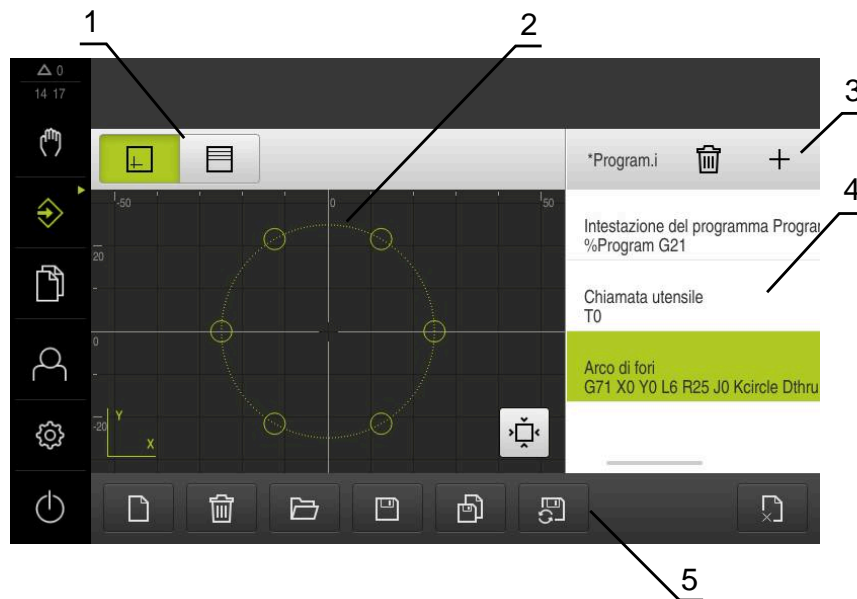 1
2
3
4
5
0
14 17
*Program.i
-50
0
50
20
0
-20
Y
X
Intestazione del programma Progra
%Program G21
Chiamata utensile
T0
Arco di fori
G71 X0 Y0 L6 R25 J0 Kcircle Dthru